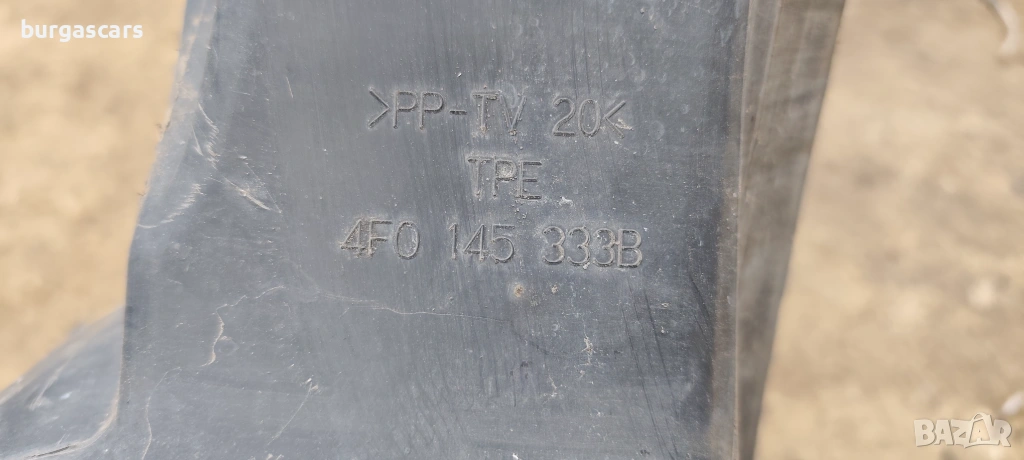 burgascars
>PP-TV 20<
TPE
4F0 145 333B
BAZAR